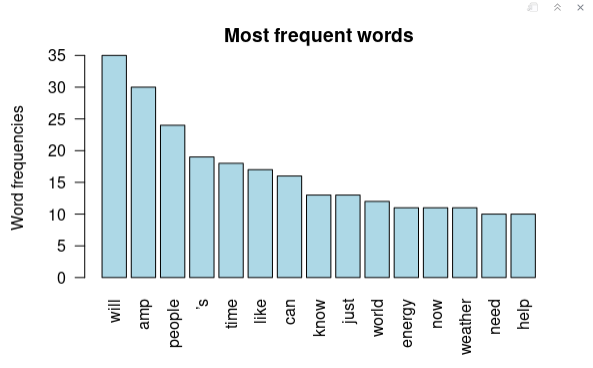 Most frequent words
Word frequencies
35
30
25
20
15
10
5
0
will
amp
people
's
time
like
can
know
just
world
energy
now
weather
need
help